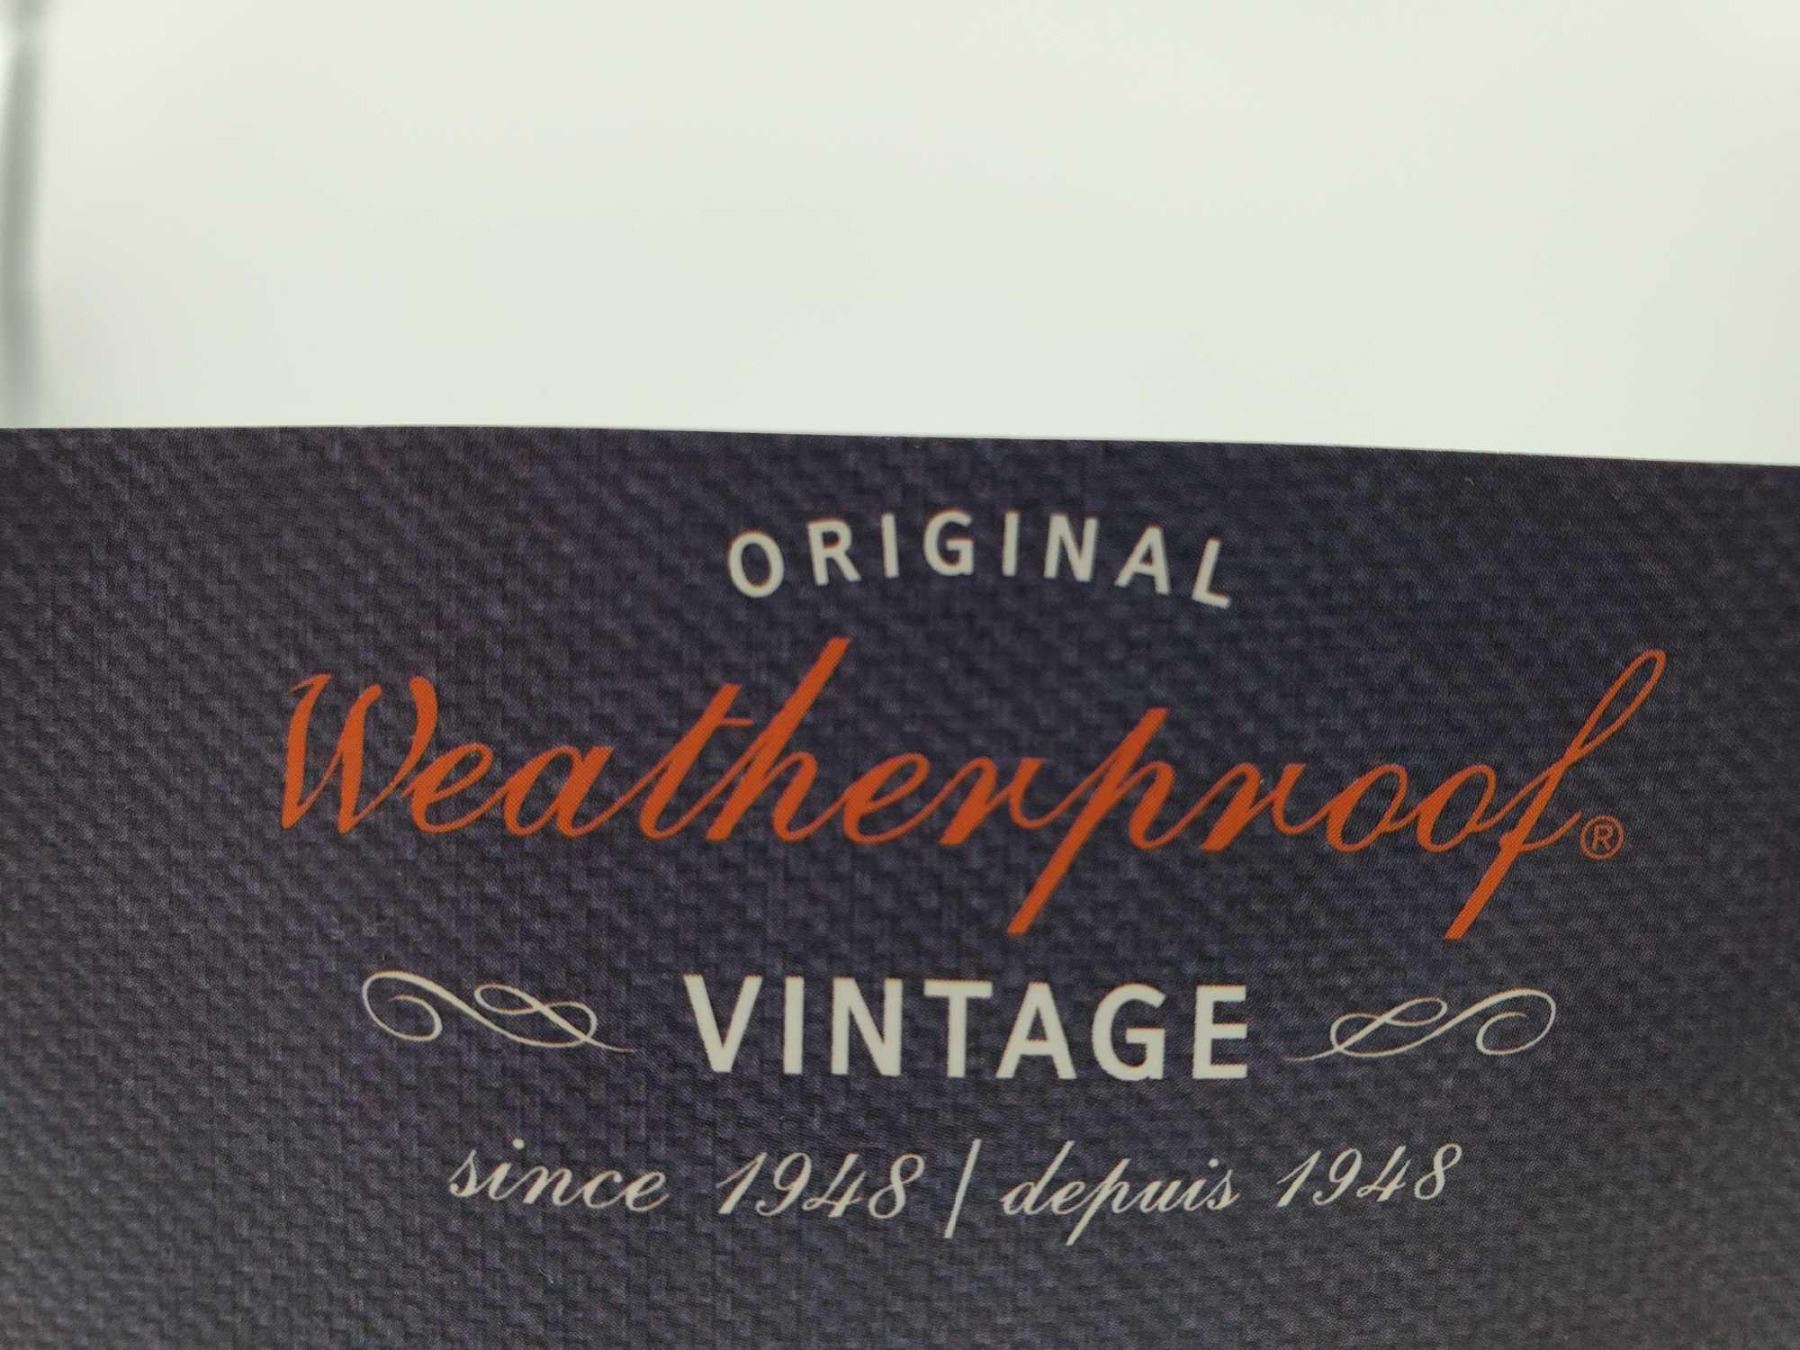 ORIGINAL
Weatherproof®
VINTAGE
since 1948 | depuis 1948